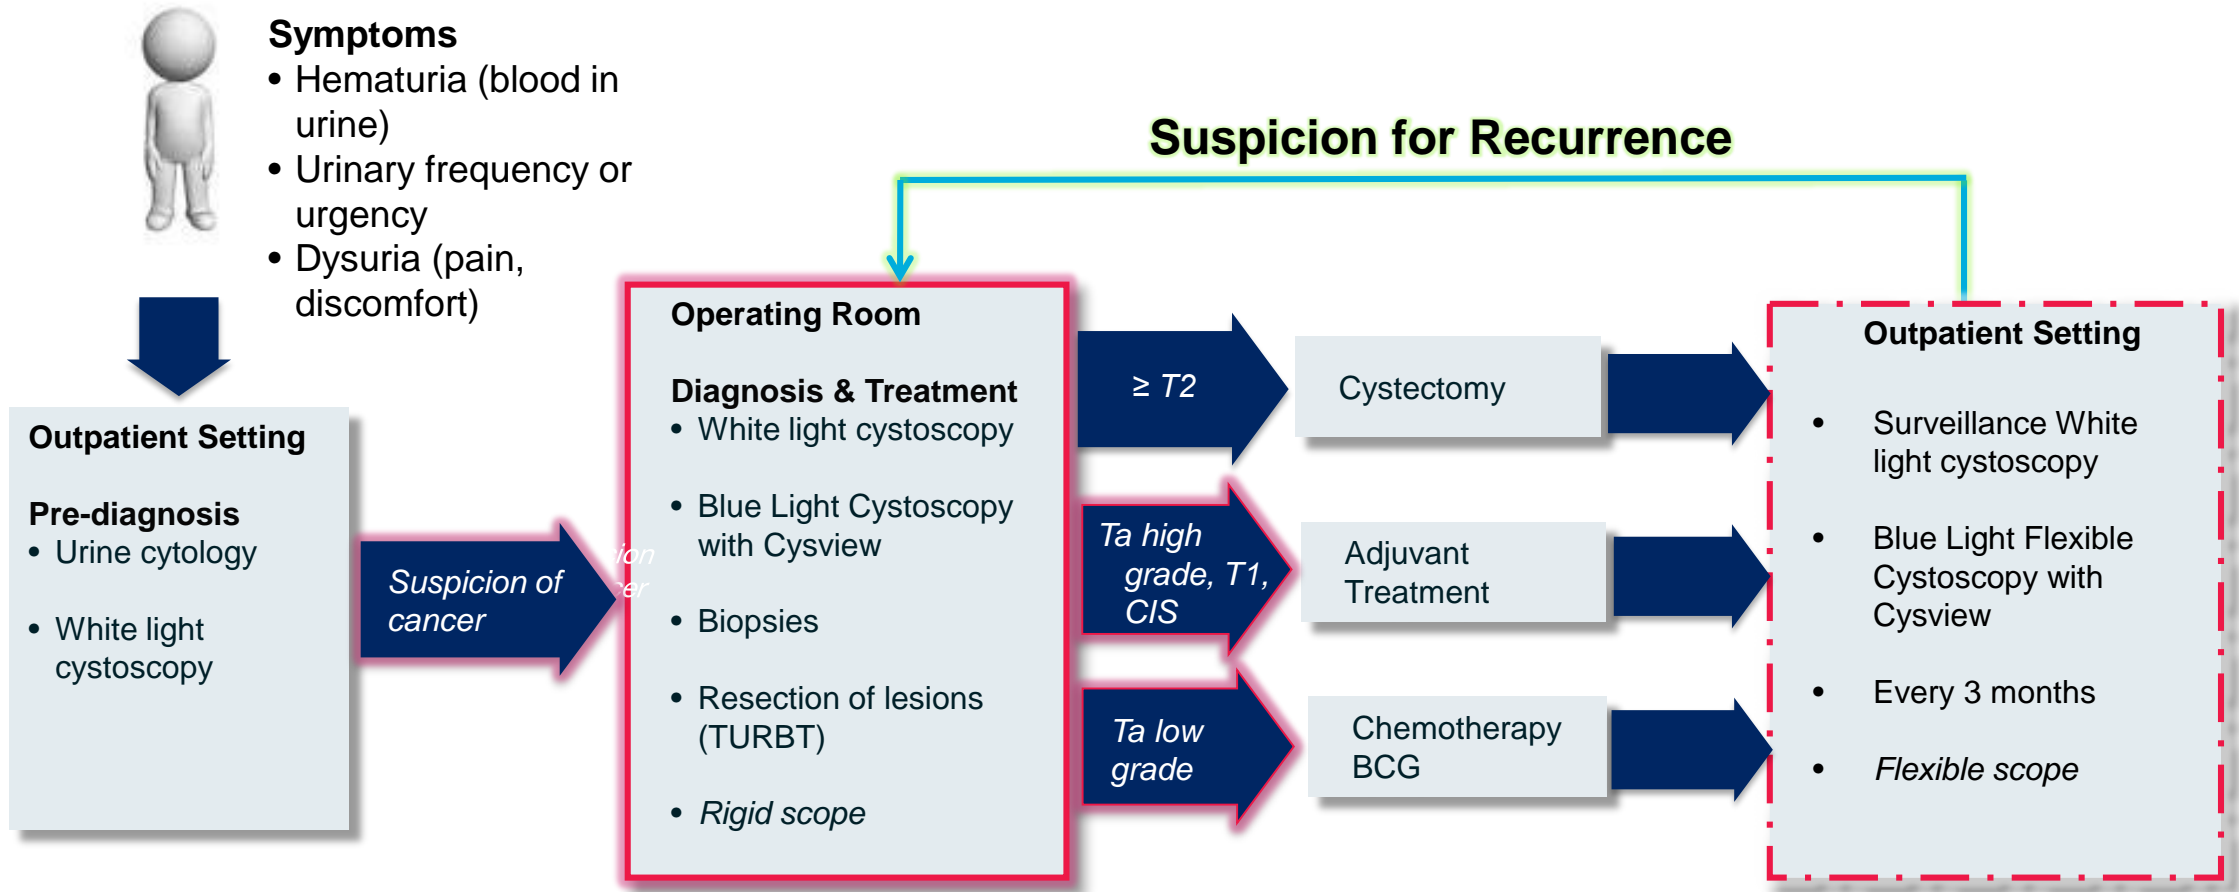 Symptoms
• Hematuria (blood in
urine)
• Urinary frequency or
urgency
• Dysuria (pain,
discomfort)
Suspicion for Recurrence
Outpatient Setting
Pre-diagnosis
• Urine cytology
• White light
cystoscopy
Suspicion of
cancer
Operating Room
Diagnosis & Treatment
• White light cystoscopy
• Blue Light Cystoscopy
with Cysview
• Biopsies
• Resection of lesions
(TURBT)
• Rigid scope
≥ T2
Cystectomy
Ta high
grade, T1,
CIS
Adjuvant
Treatment
Ta low
grade
Chemotherapy
BCG
Outpatient Setting
• Surveillance White
light cystoscopy
• Blue Light Flexible
Cystoscopy with
Cysview
• Every 3 months
• Flexible scope